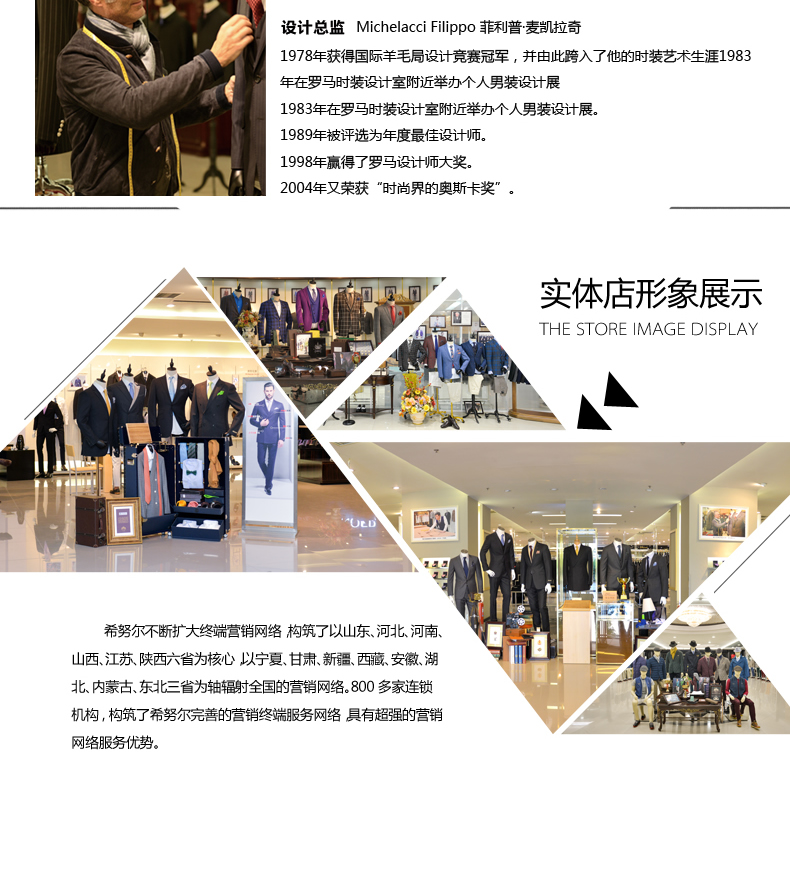 设计总监 Michelacci Filippo 菲利普·麦凯拉奇
1978年获得国际羊毛局设计竞赛冠军，并由此跨入了他的时装艺术生涯1983
年在罗马时装设计室附近举办个人男装设计展
1983年在罗马时装设计室附近举办个人男装设计展。
1989年被评选为年度最佳设计师。
1998年赢得了罗马设计师大奖。
2004年又荣获“时尚界的奥斯卡奖”。
实体店形象展示
THE STORE IMAGE DISPLAY
希努尔不断扩大终端营销网络,构筑了以山东、河北、河南、
山西、江苏、陕西六省为核心,以宁夏、甘肃、新疆、西藏、安徽、湖
北、内蒙古、东北三省为轴辐射全国的营销网络。800 多家连锁
机构,构筑了希努尔完善的营销终端服务网络,具有超强的营销
网络服务优势。